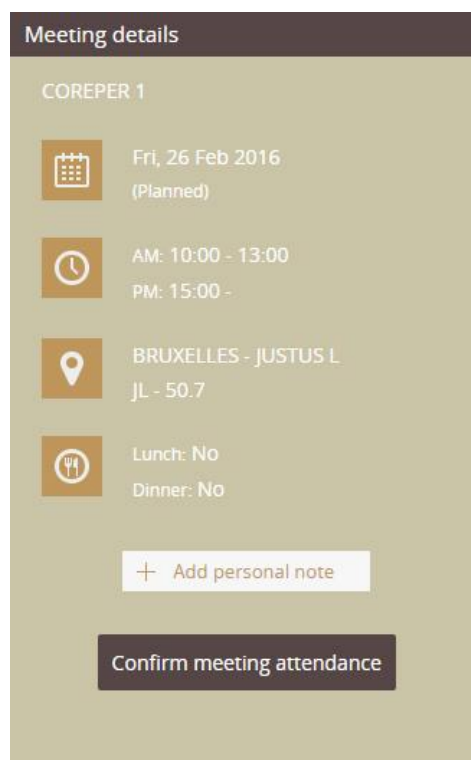 Meeting details
COREPER 1
Fri, 26 Feb 2016
(Planned)
AM: 10:00 - 13:00
PM: 15:00 -
BRUXELLES - JUSTUS L
JL - 50.7
Lunch: No
Dinner: No
+ Add personal note
Confirm meeting attendance